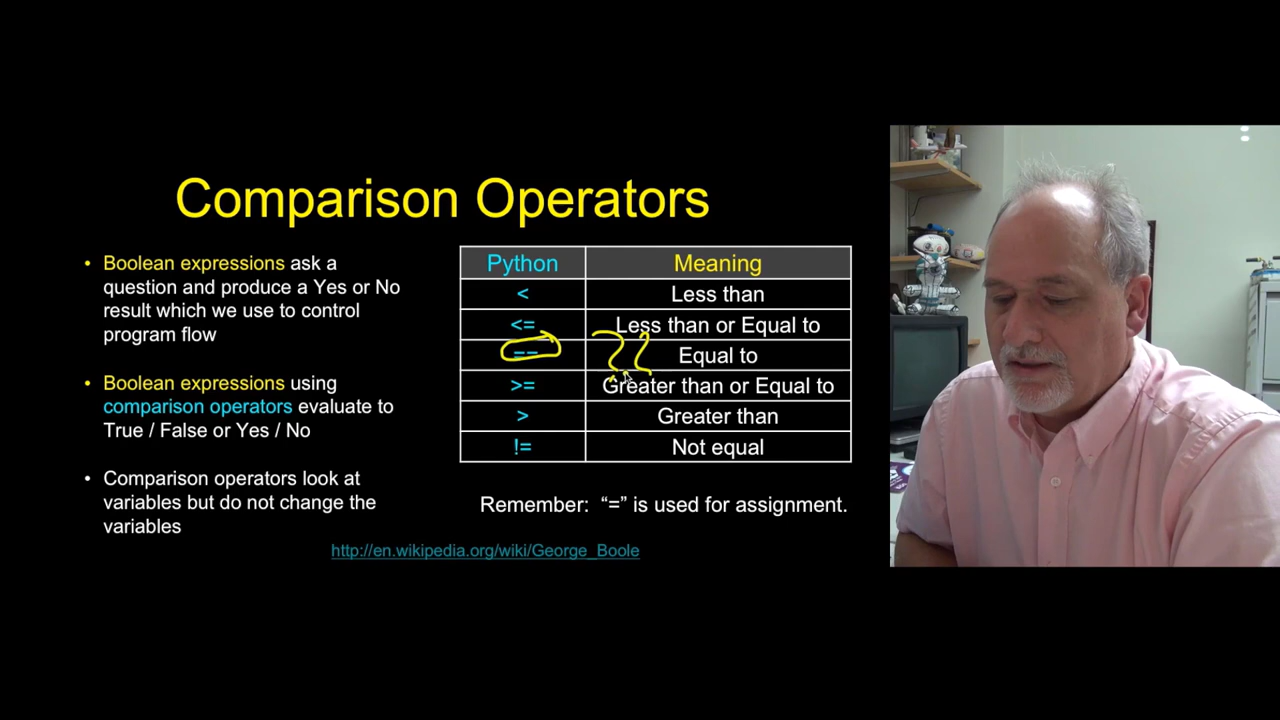 Comparison Operators
• Boolean expressions ask a
question and produce a Yes or No
result which we use to control
program flow
• Boolean expressions using
comparison operators evaluate to
True / False or Yes / No
• Comparison operators look at
variables but do not change the
variables
Python Meaning
< Less than
<= Less than or Equal to
== Equal to
??
>= Greater than or Equal to
> Greater than
!= Not equal
Remember: “=” is used for assignment.
http://en.wikipedia.org/wiki/George_Boole